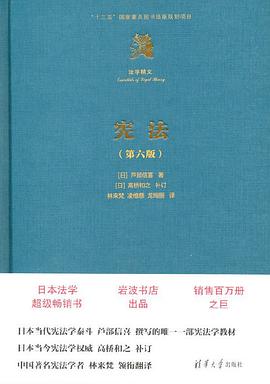 "十二五"国家重点图书出版规划项目
法学精义
Essentials of Legal Theory
宪法
(第六版)
[日] 芦部信喜 著
[日] 高桥和之 补订
林来梵 凌维慈 龙绚丽 译
日本法学 岩波书店 销售百万册
超级畅销书 出品 之巨
日本当代宪法学泰斗 芦部信喜 撰写的唯一一部宪法学教材
日本当今宪法学权威 高桥和之 补订
中国著名宪法学者 林来梵 领衔翻译
清华大学出版社